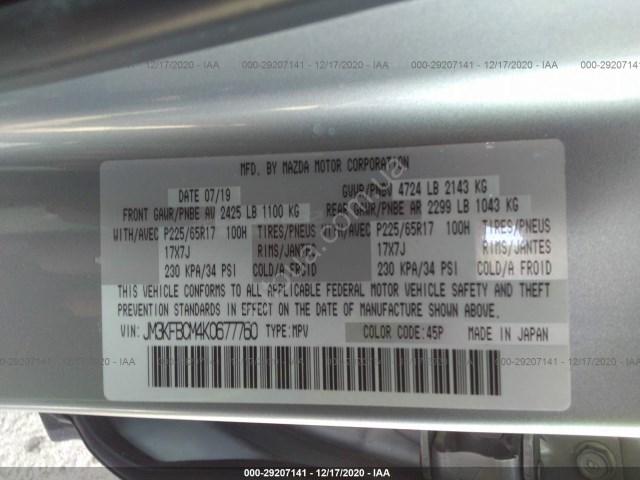 000-29207141 - 12/17/2020 - IAA
MFD. BY MAZDA MOTOR CORPORATION
DATE 07/19 GVWR/PNBV 4724 LB 2143 KG
FRONT GAWR/PNBE AV 2425 LB 1100 KG REAR GAWR/PNBE AR 2299 LB 1043 KG
WITH/AVEC P225/65R17 100H TIRES/PNEUS WITH/AVEC P225/65R17 100H TIRES/PNEUS
17X7J RIMS/JANTES 17X7J RIMS/JANTES
230 KPA/34 PSI COLD/A FROID 230 KPA/34 PSI COLD/A FROID
THIS VEHICLE CONFORMS TO ALL APPLICABLE FEDERAL MOTOR VEHICLE SAFETY AND THEFT
PREVENTION STANDARDS IN EFFECT ON THE DATE OF MANUFACTURE SHOWN ABOVE.
VIN: JM3KFBCM4K0677760 TYPE:MPV COLOR CODE:45P MADE IN JAPAN
000-29207141 - 12/17/2020 - IAA